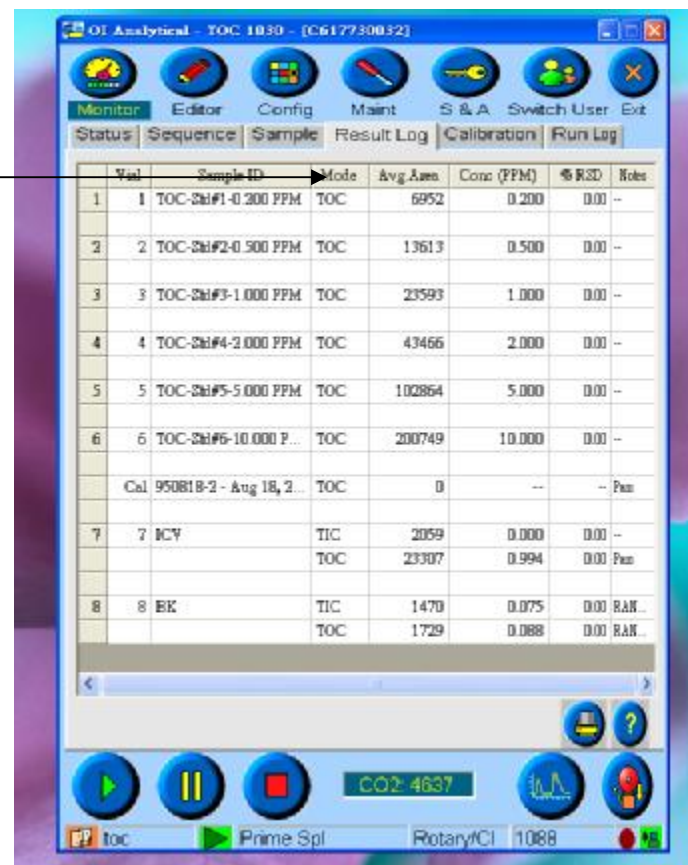 OI Analytical - TOC 1030 - [C617730032]
Monitor Editor Config Maint S & A Switch User Exit
Status Sequence Sample Result Log Calibration Run Log
Vial Sample ID Mode Avg.Area Conc (PPM) % RSD Notes
1 1 TOC-Std#1-0.200 PPM TOC 6952 0.200 0.00 --
2 2 TOC-Std#2-0.500 PPM TOC 13613 0.500 0.00 --
3 3 TOC-Std#3-1.000 PPM TOC 23593 1.000 0.00 --
4 4 TOC-Std#4-2.000 PPM TOC 43466 2.000 0.00 --
5 5 TOC-Std#5-5.000 PPM TOC 102864 5.000 0.00 --
6 6 TOC-Std#6-10.000 P... TOC 200749 10.000 0.00 --
Cal 950818-2 - Aug 18, 2... TOC 0 -- -- Pass
7 7 ICV TIC 2059 0.000 0.00 --
TOC 23307 0.994 0.00 Pass
8 8 BK TIC 1470 0.075 0.00 RAN...
TOC 1729 0.088 0.00 RAN...
?
CO2: 4637
toc Prime Spl Rotary/Cl 1088